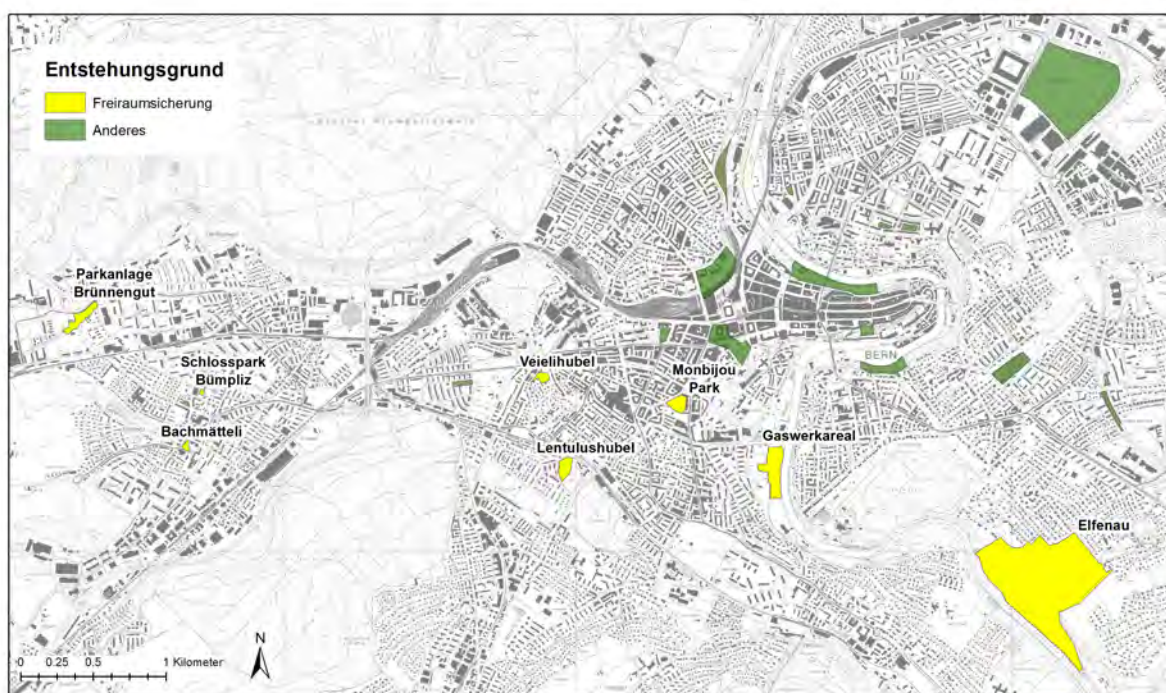 Entstehungsgrund
Freiraumsicherung
Anderes
Parkanlage
Brünnengut
Schlosspark
Bümpliz
Bachmätteli
Veielihubel
Lentulushubel
Monbijou
Park
BERN
Gaswerkareal
Elfenau
N
0 0.25 0.5 1 Kilometer